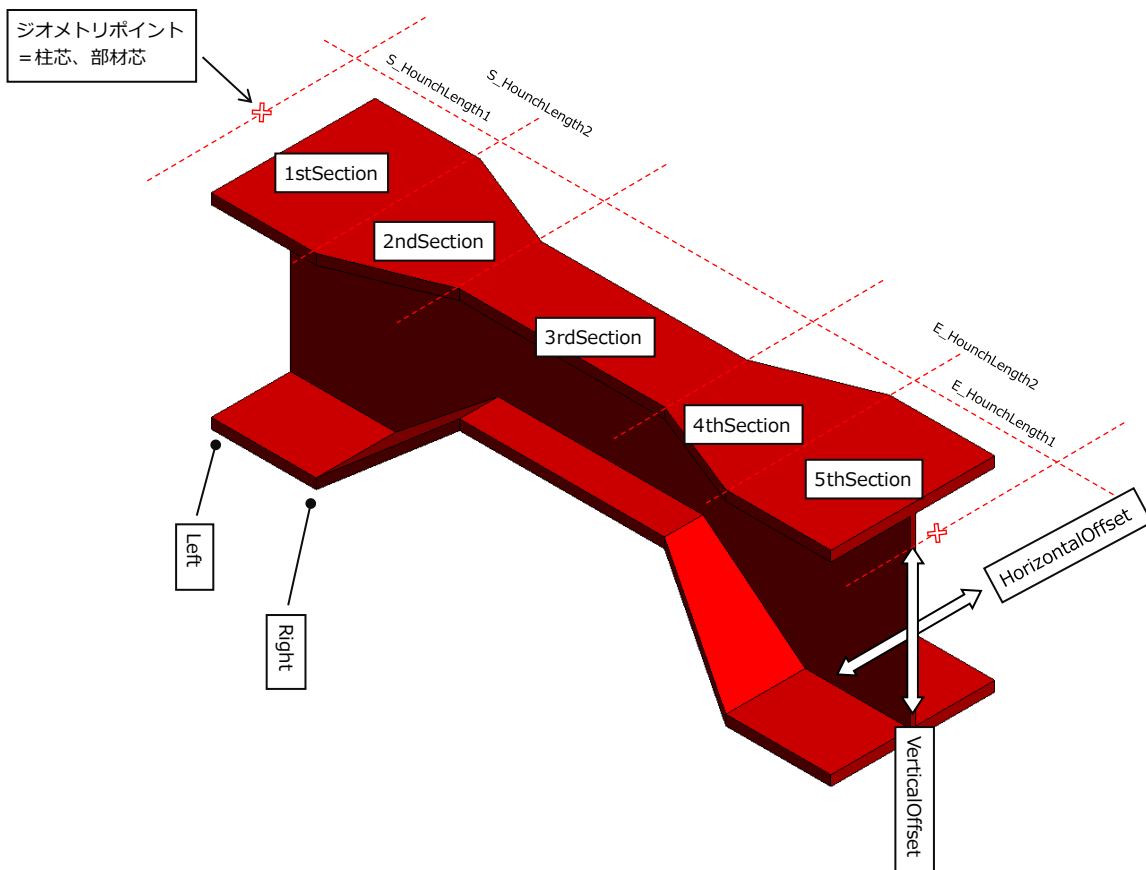 ジオメトリポイント
＝柱芯、部材芯
S_HounchLength1
S_HounchLength2
1stSection
2ndSection
3rdSection
4thSection
5thSection
E_HounchLength2
E_HounchLength1
HorizontalOffset
VerticalOffset
Left
Right